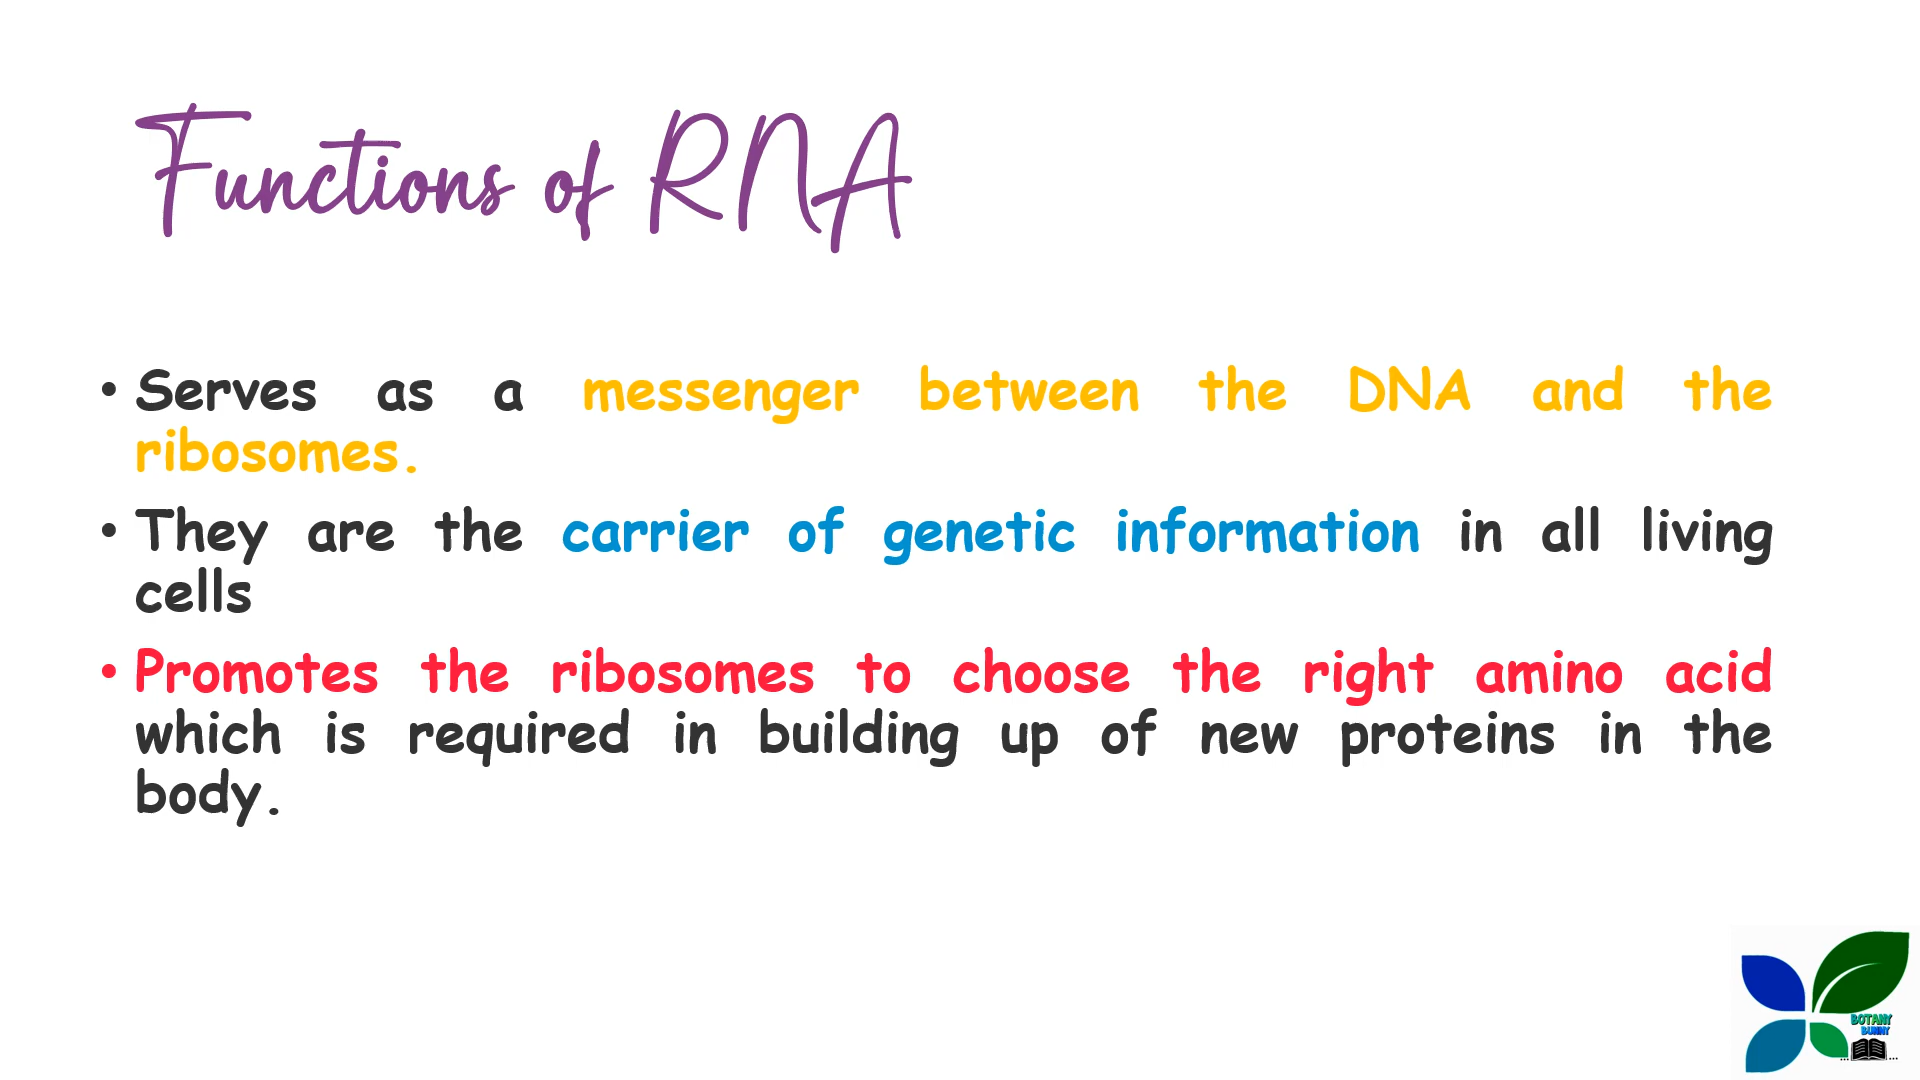 Functions of RNA
• Serves as a messenger between the DNA and the
ribosomes.
• They are the carrier of genetic information in all living
cells
• Promotes the ribosomes to choose the right amino acid
which is required in building up of new proteins in the
body.
BOTANY
BUNNY